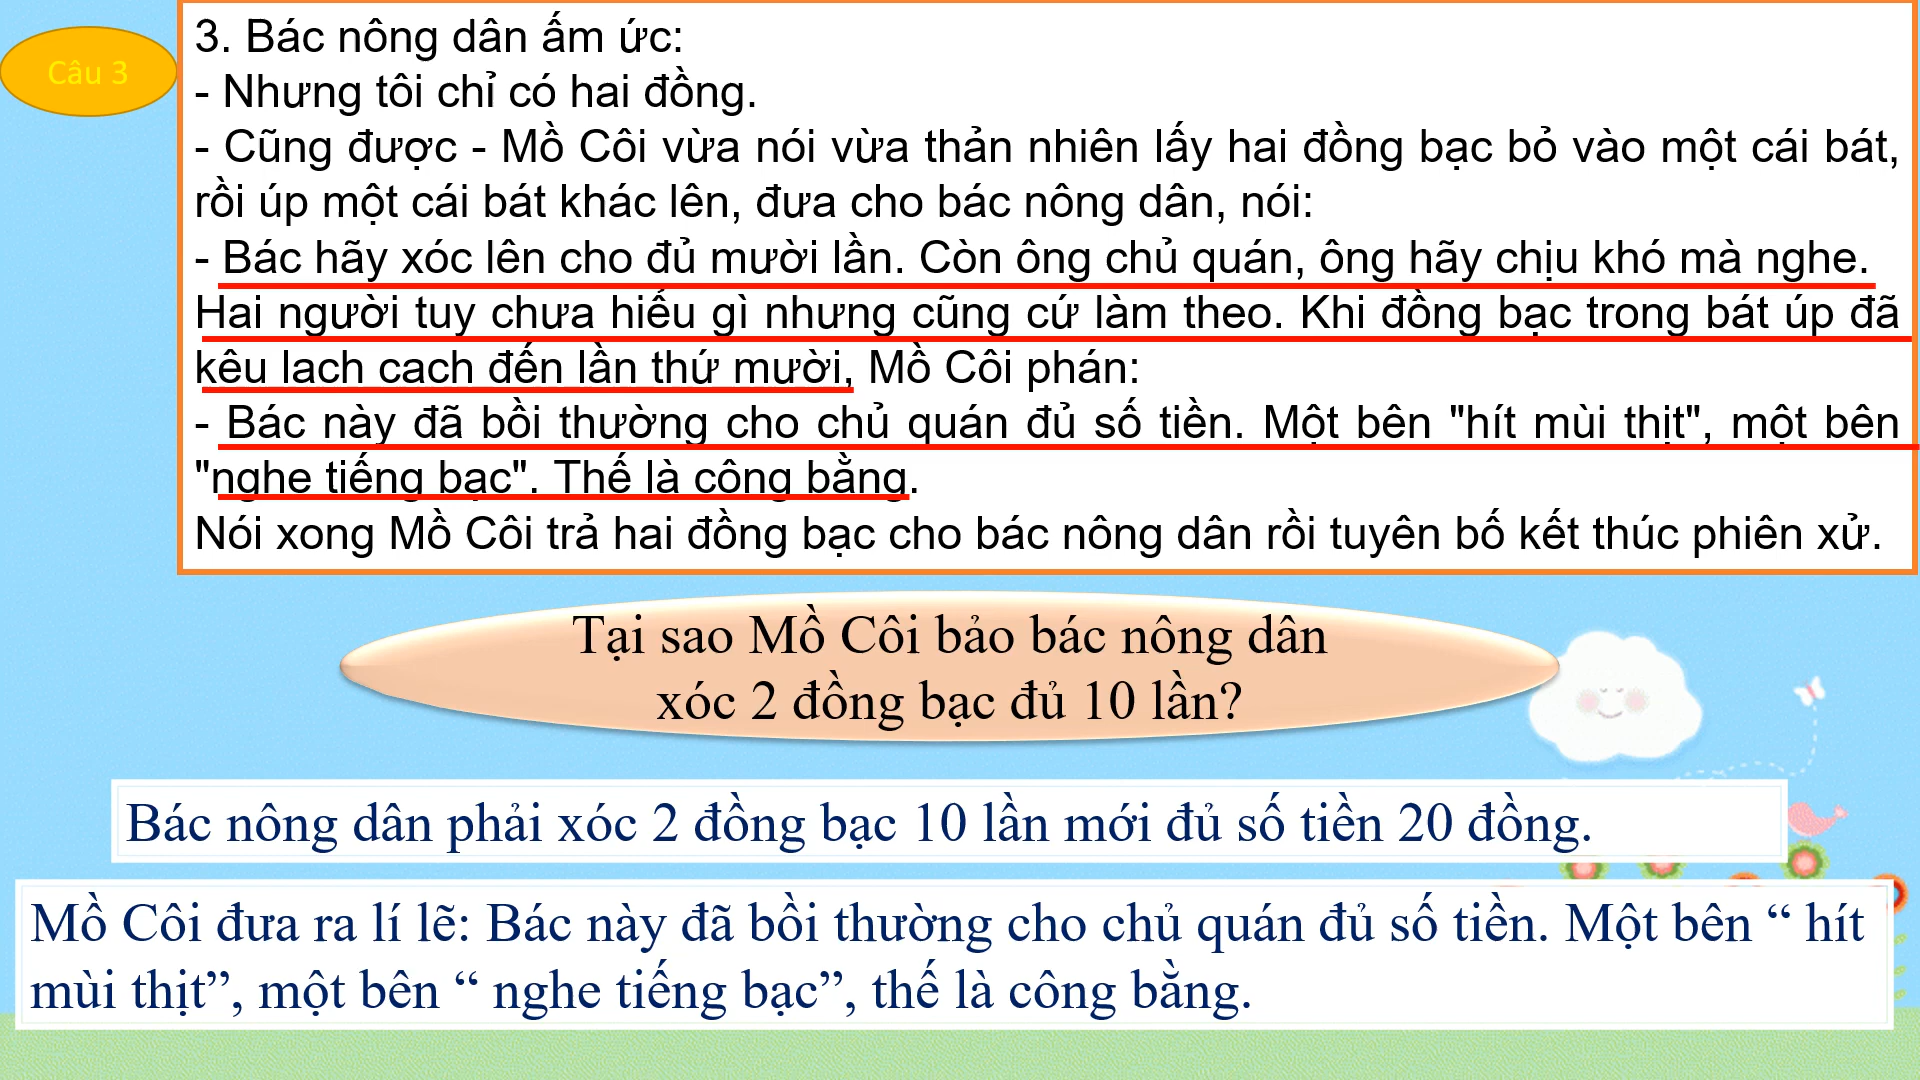 Câu 3
3. Bác nông dân ấm ức:
- Nhưng tôi chỉ có hai đồng.
- Cũng được - Mồ Côi vừa nói vừa thản nhiên lấy hai đồng bạc bỏ vào một cái bát,
rồi úp một cái bát khác lên, đưa cho bác nông dân, nói:
- Bác hãy xóc lên cho đủ mười lần. Còn ông chủ quán, ông hãy chịu khó mà nghe.
Hai người tuy chưa hiểu gì nhưng cũng cứ làm theo. Khi đồng bạc trong bát úp đã
kêu lạch cạch đến lần thứ mười, Mồ Côi phán:
- Bác này đã bồi thường cho chủ quán đủ số tiền. Một bên "hít mùi thịt", một bên
"nghe tiếng bạc". Thế là công bằng.
Nói xong Mồ Côi trả hai đồng bạc cho bác nông dân rồi tuyên bố kết thúc phiên xử.
Tại sao Mồ Côi bảo bác nông dân
xóc 2 đồng bạc đủ 10 lần?
Bác nông dân phải xóc 2 đồng bạc 10 lần mới đủ số tiền 20 đồng.
Mồ Côi đưa ra lí lẽ: Bác này đã bồi thường cho chủ quán đủ số tiền. Một bên “ hít
mùi thịt”, một bên “ nghe tiếng bạc”, thế là công bằng.